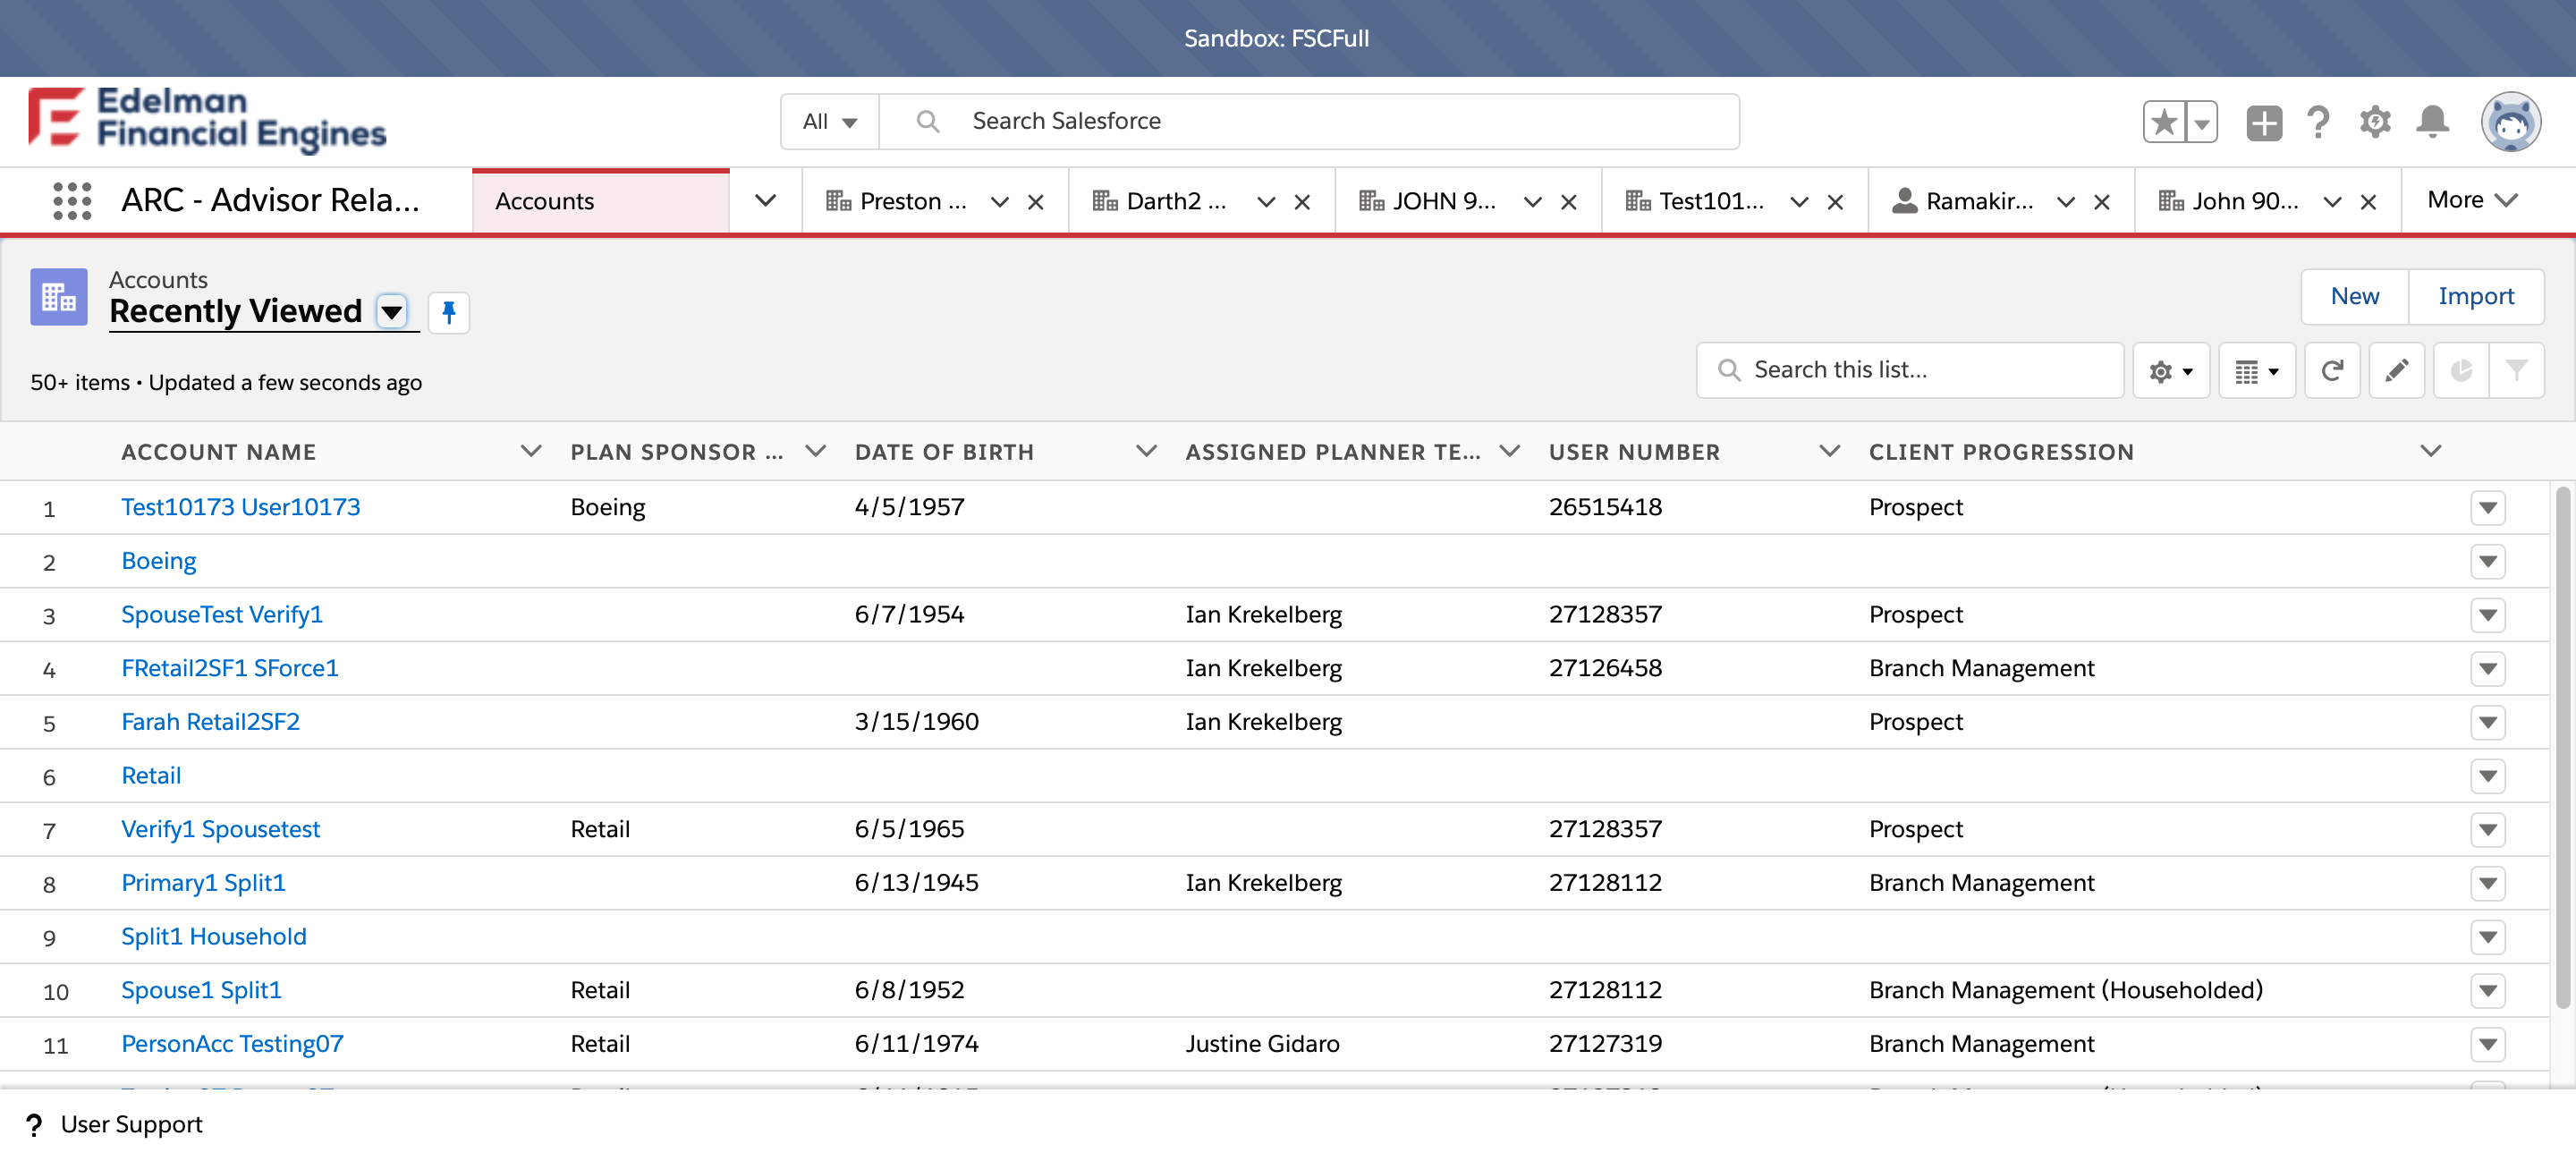 Sandbox: FSCFull
Edelman
Financial Engines
All
Search Salesforce
ARC - Advisor Rela...
Accounts
Preston ...
Darth2 ...
JOHN 9...
Test101...
Ramakir...
John 90...
More
Accounts
Recently Viewed
New
Import
50+ items • Updated a few seconds ago
Search this list...
ACCOUNT NAME PLAN SPONSOR ... DATE OF BIRTH ASSIGNED PLANNER TE... USER NUMBER CLIENT PROGRESSION
1 Test10173 User10173 Boeing 4/5/1957 26515418 Prospect
2 Boeing
3 SpouseTest Verify1 6/7/1954 Ian Krekelberg 27128357 Prospect
4 FRetail2SF1 SForce1 Ian Krekelberg 27126458 Branch Management
5 Farah Retail2SF2 3/15/1960 Ian Krekelberg Prospect
6 Retail
7 Verify1 Spousetest Retail 6/5/1965 27128357 Prospect
8 Primary1 Split1 6/13/1945 Ian Krekelberg 27128112 Branch Management
9 Split1 Household
10 Spouse1 Split1 Retail 6/8/1952 27128112 Branch Management (Householded)
11 PersonAcc Testing07 Retail 6/11/1974 Justine Gidaro 27127319 Branch Management
? User Support